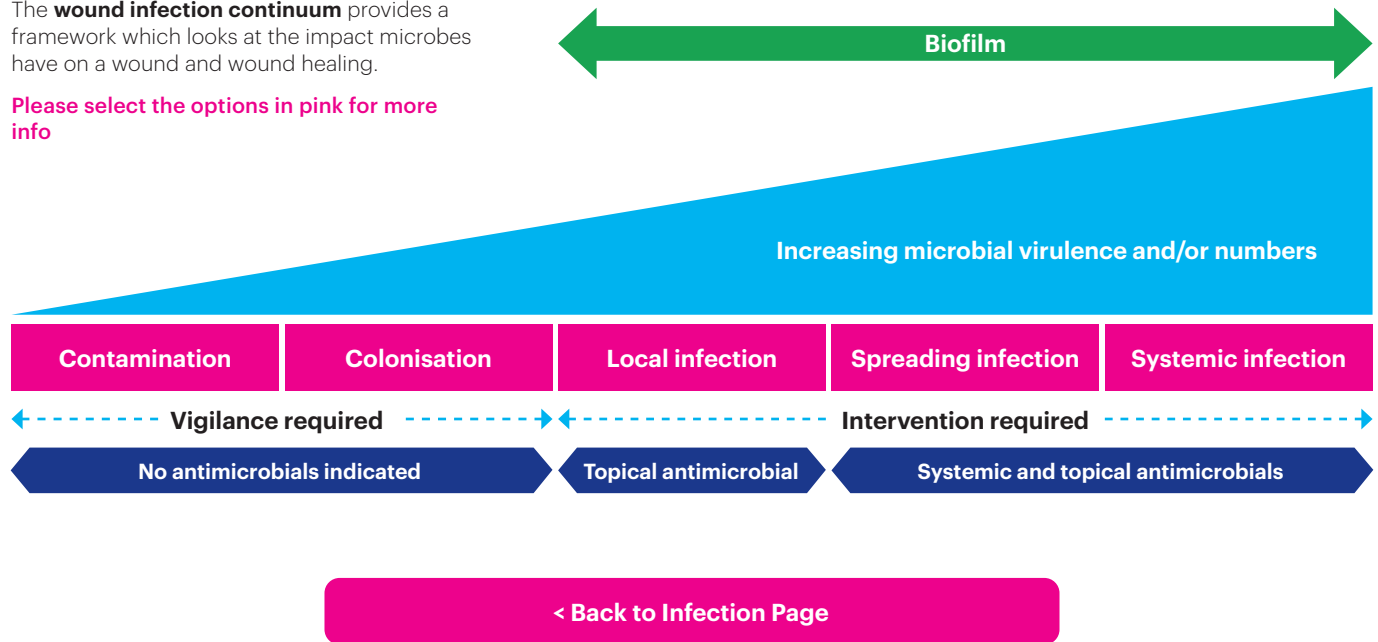 The wound infection continuum provides a
framework which looks at the impact microbes
have on a wound and wound healing.
Please select the options in pink for more
info
Biofilm
Increasing microbial virulence and/or numbers
Contamination
Colonisation
Local infection
Spreading infection
Systemic infection
Vigilance required
Intervention required
No antimicrobials indicated
Topical antimicrobial
Systemic and topical antimicrobials
< Back to Infection Page